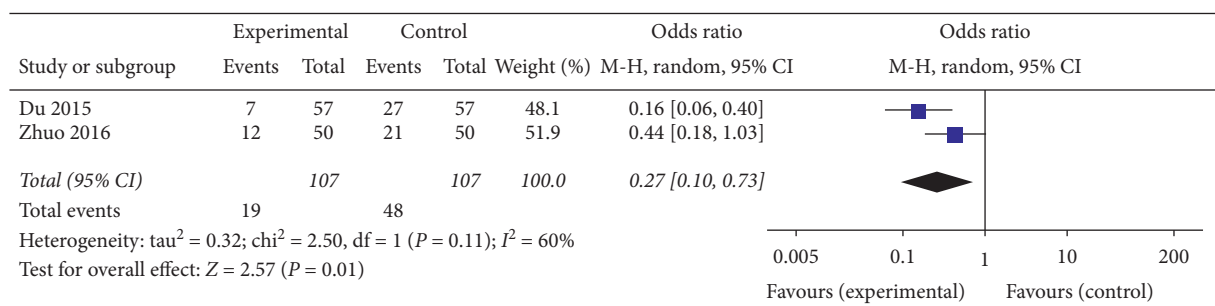 Experimental Control Odds ratio Odds ratio
Study or subgroup Events Total Events Total Weight (%) M-H, random, 95% CI M-H, random, 95% CI
Du 2015 7 57 27 57 48.1 0.16 [0.06, 0.40]
Zhuo 2016 12 50 21 50 51.9 0.44 [0.18, 1.03]
Total (95% CI) 107 107 100.0 0.27 [0.10, 0.73]
Total events 19 48
Heterogeneity: tau² = 0.32; chi² = 2.50, df = 1 (P = 0.11); I² = 60%
Test for overall effect: Z = 2.57 (P = 0.01)
0.005 0.1 1 10 200
Favours (experimental) Favours (control)